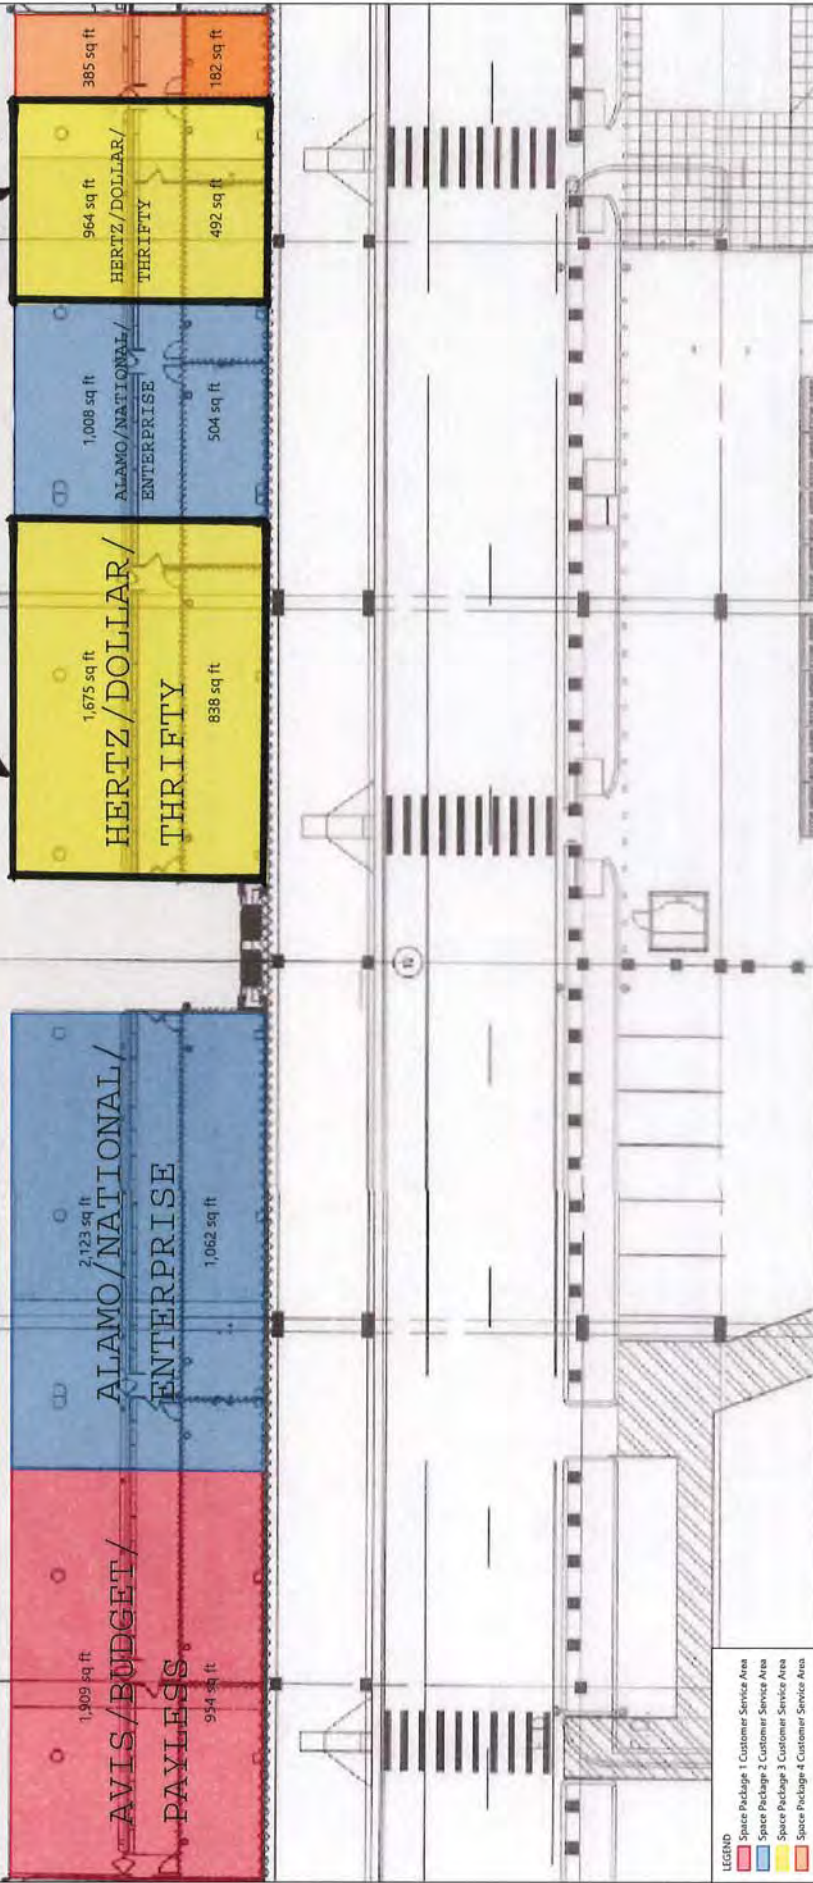 1,909 sq ft
AVIS/BUDGET/
PAYLESS
954 sq ft
2,123 sq ft
ALAMO/NATIONAL/
ENTERPRISE
1,062 sq ft
1,675 sq ft
HERTZ/DOLLAR/
THRIFTY
838 sq ft
1,008 sq ft
ALAMO/NATIONAL/
ENTERPRISE
504 sq ft
964 sq ft
HERTZ/DOLLAR/
THRIFTY
492 sq ft
385 sq ft
182 sq ft
LEGEND
Space Package 1 Customer Service Area
Space Package 2 Customer Service Area
Space Package 3 Customer Service Area
Space Package 4 Customer Service Area